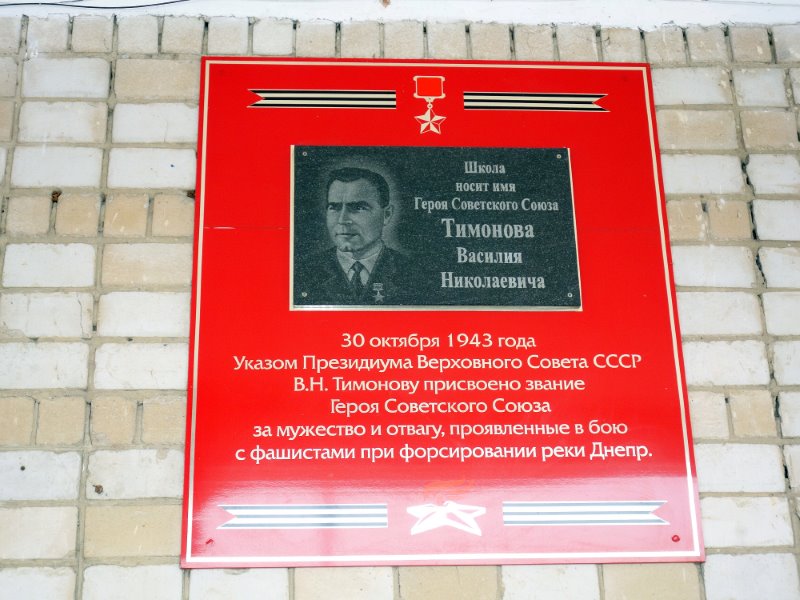 Школа
носит имя
Героя Советского Союза
Тимонова
Василия
Николаевича
30 октября 1943 года
Указом Президиума Верховного Совета СССР
В.Н. Тимонову присвоено звание
Героя Советского Союза
за мужество и отвагу, проявленные в бою
с фашистами при форсировании реки Днепр.